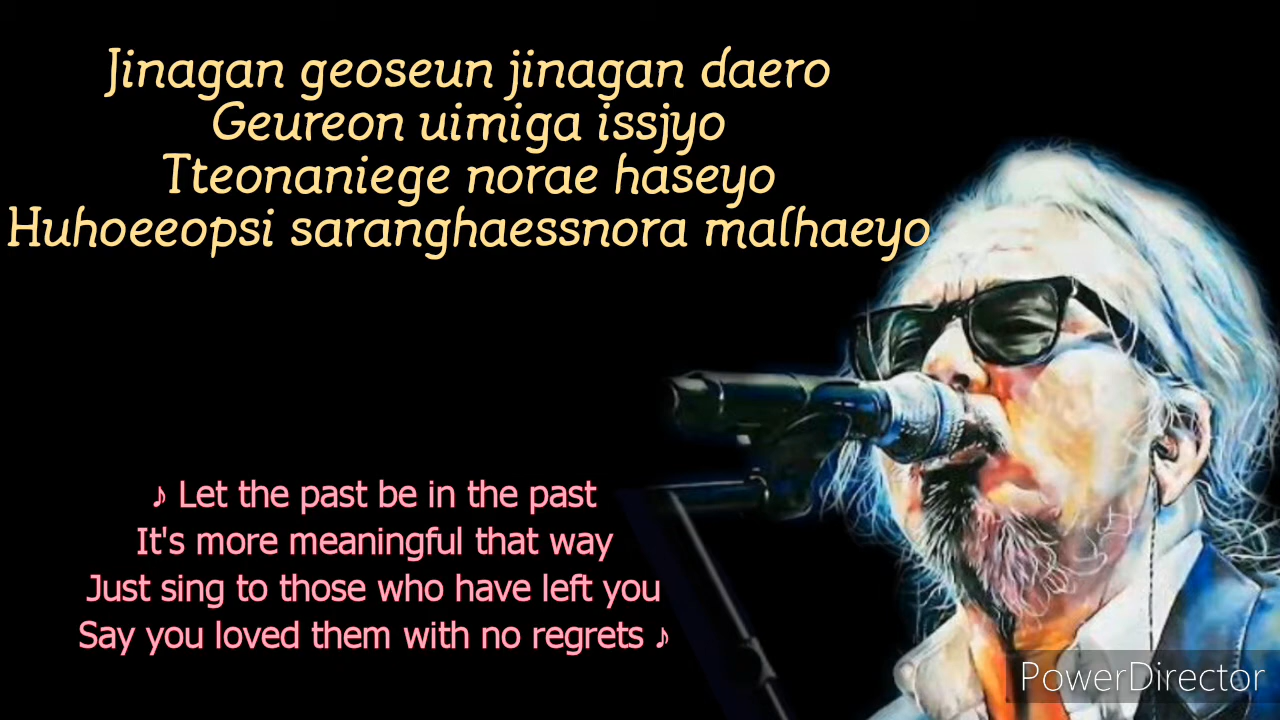 Jinagan geoseun jinagan daero
Geureon uimiga issjyo
Tteonaniege norae haseyo
Huhoeeeopsi saranghaessnora malhaeyo
♪ Let the past be in the past
It's more meaningful that way
Just sing to those who have left you
Say you loved them with no regrets ♪
PowerDirector